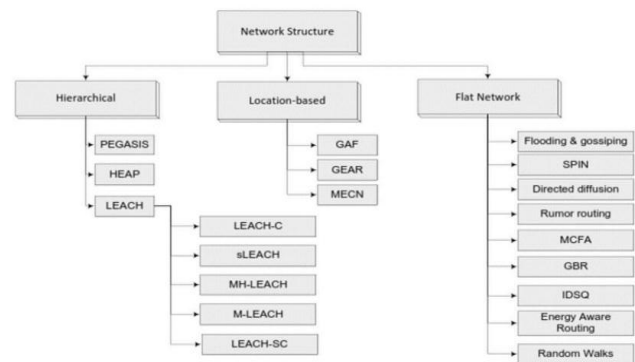 Network Structure
Hierarchical
Location-based
Flat Network
PEGASIS
HEAP
LEACH
LEACH-C
sLEACH
MH-LEACH
M-LEACH
LEACH-SC
GAF
GEAR
MECN
Flooding & gossiping
SPIN
Directed diffusion
Rumor routing
MCFA
GBR
IDSQ
Energy Aware
Routing
Random Walks